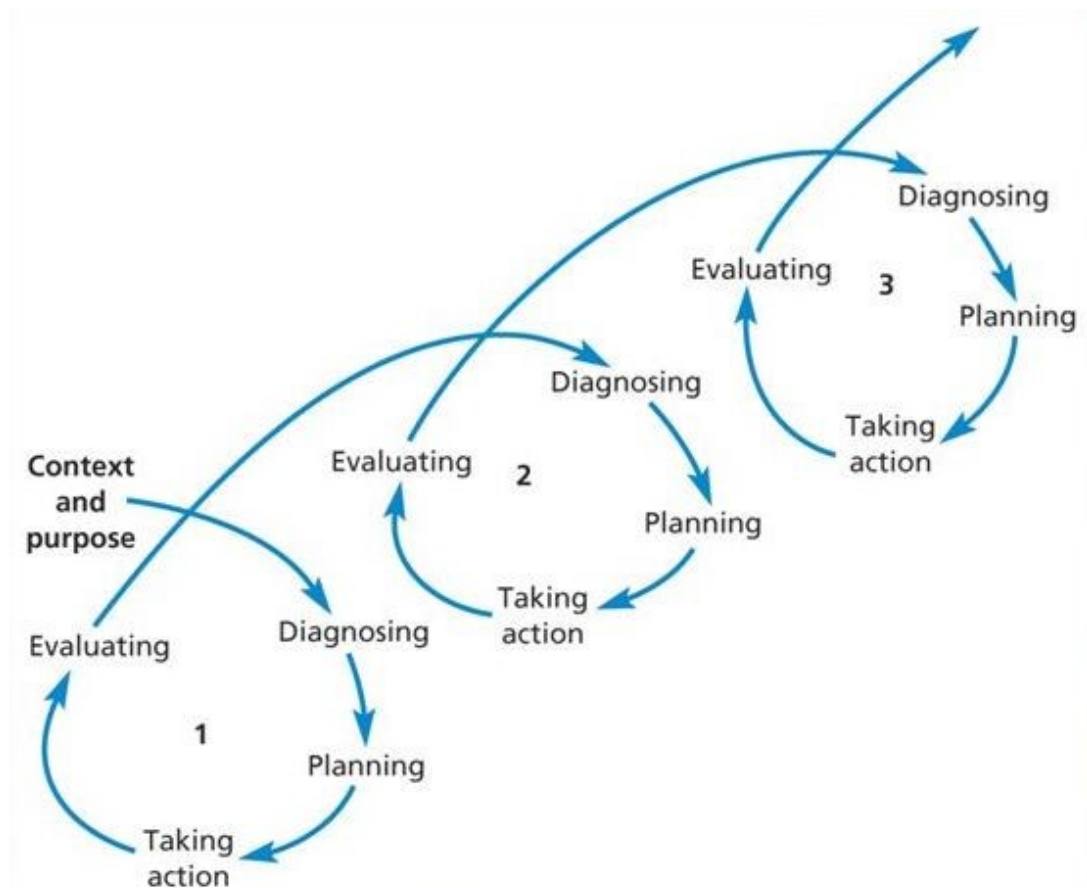 Diagnosing
Evaluating
3
Planning
Taking
action
Diagnosing
Evaluating
2
Planning
Taking
action
Context
and
purpose
Diagnosing
Evaluating
1
Planning
Taking
action